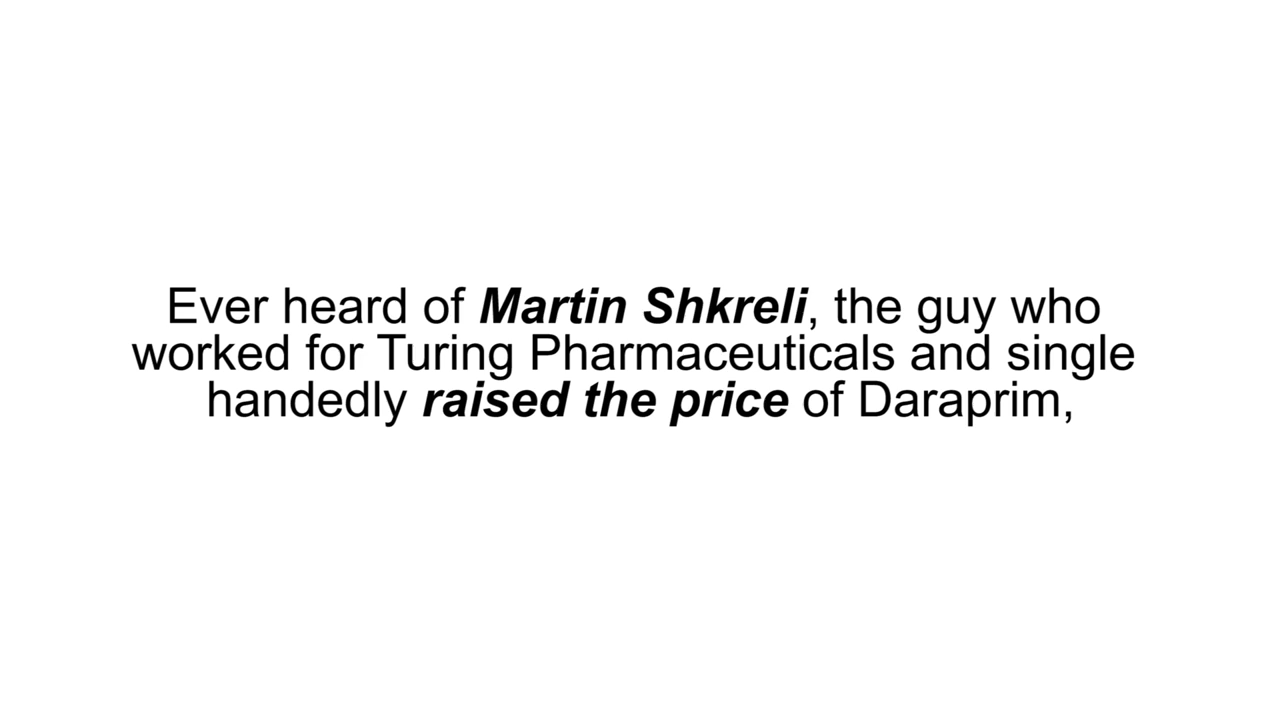 Ever heard of Martin Shkreli, the guy who
worked for Turing Pharmaceuticals and single
handedly raised the price of Daraprim,